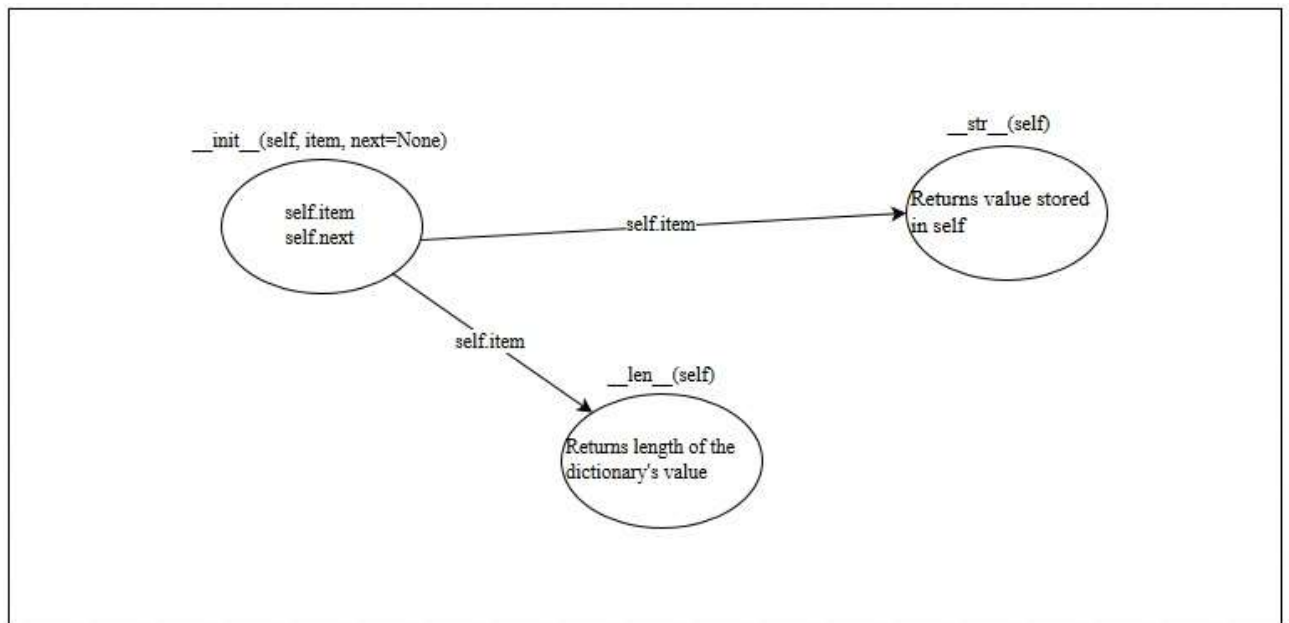 __init__(self, item, next=None)
self.item
self.next
__str__(self)
Returns value stored
in self
self.item
self.item
__len__(self)
Returns length of the
dictionary's value